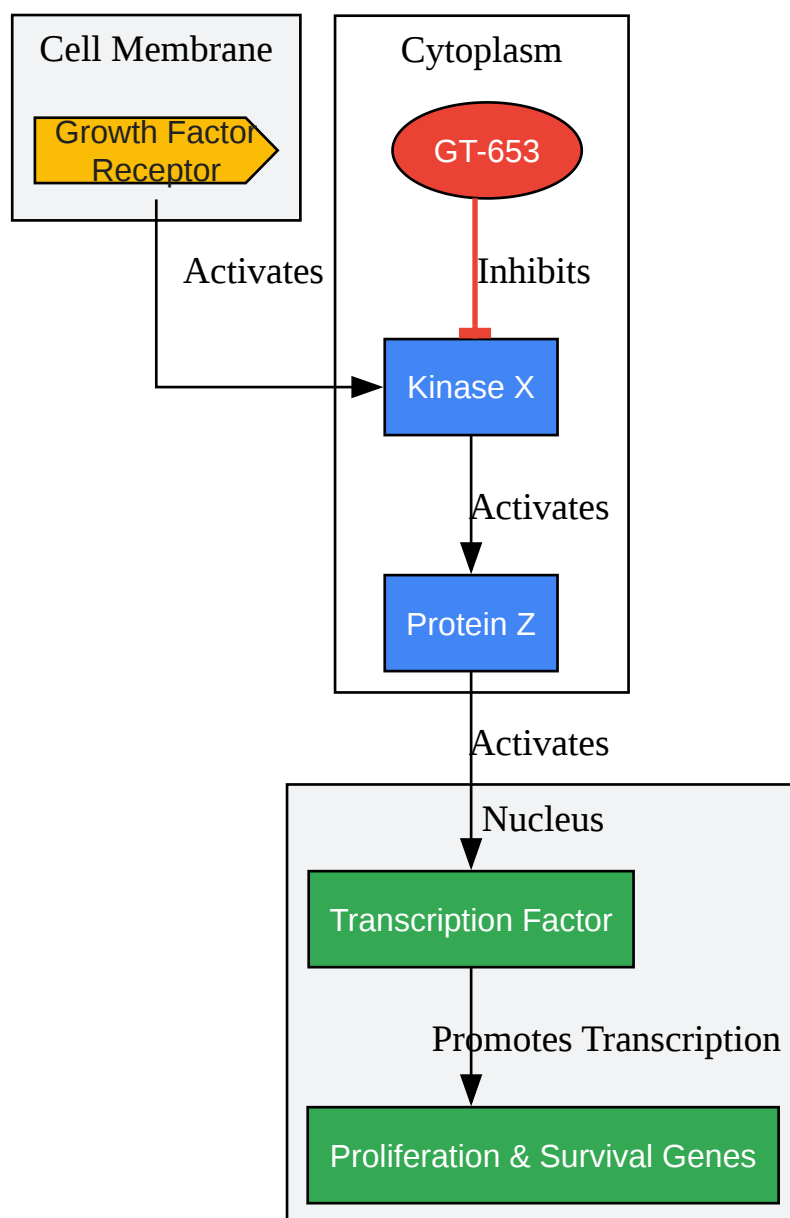 Cell Membrane
Growth Factor
Receptor
Cytoplasm
GT-653
Activates
Inhibits
Kinase X
Activates
Protein Z
Activates
Nucleus
Transcription Factor
Promotes Transcription
Proliferation & Survival Genes